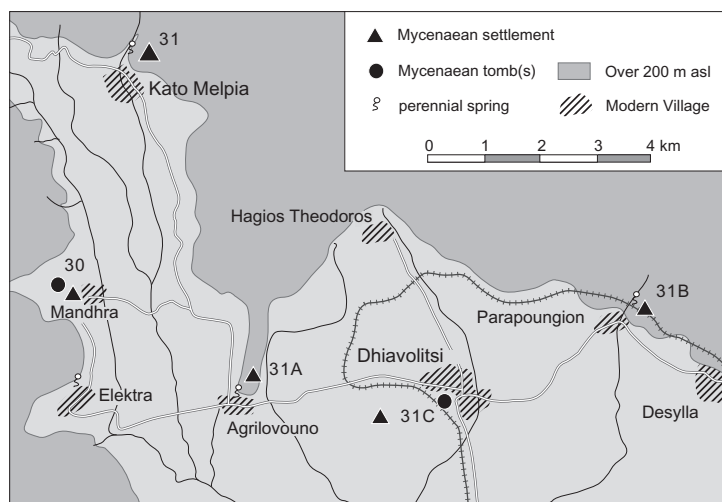 31
Kato Melpia
Mycenaean settlement
Mycenaean tomb(s)
Over 200 m asl
perennial spring
Modern Village
0 1 2 3 4 km
Hagios Theodoros
30
Mandhra
31B
Parapoungion
31A
Dhiavolitsi
Elektra
31C
Agrilovouno
Desylla